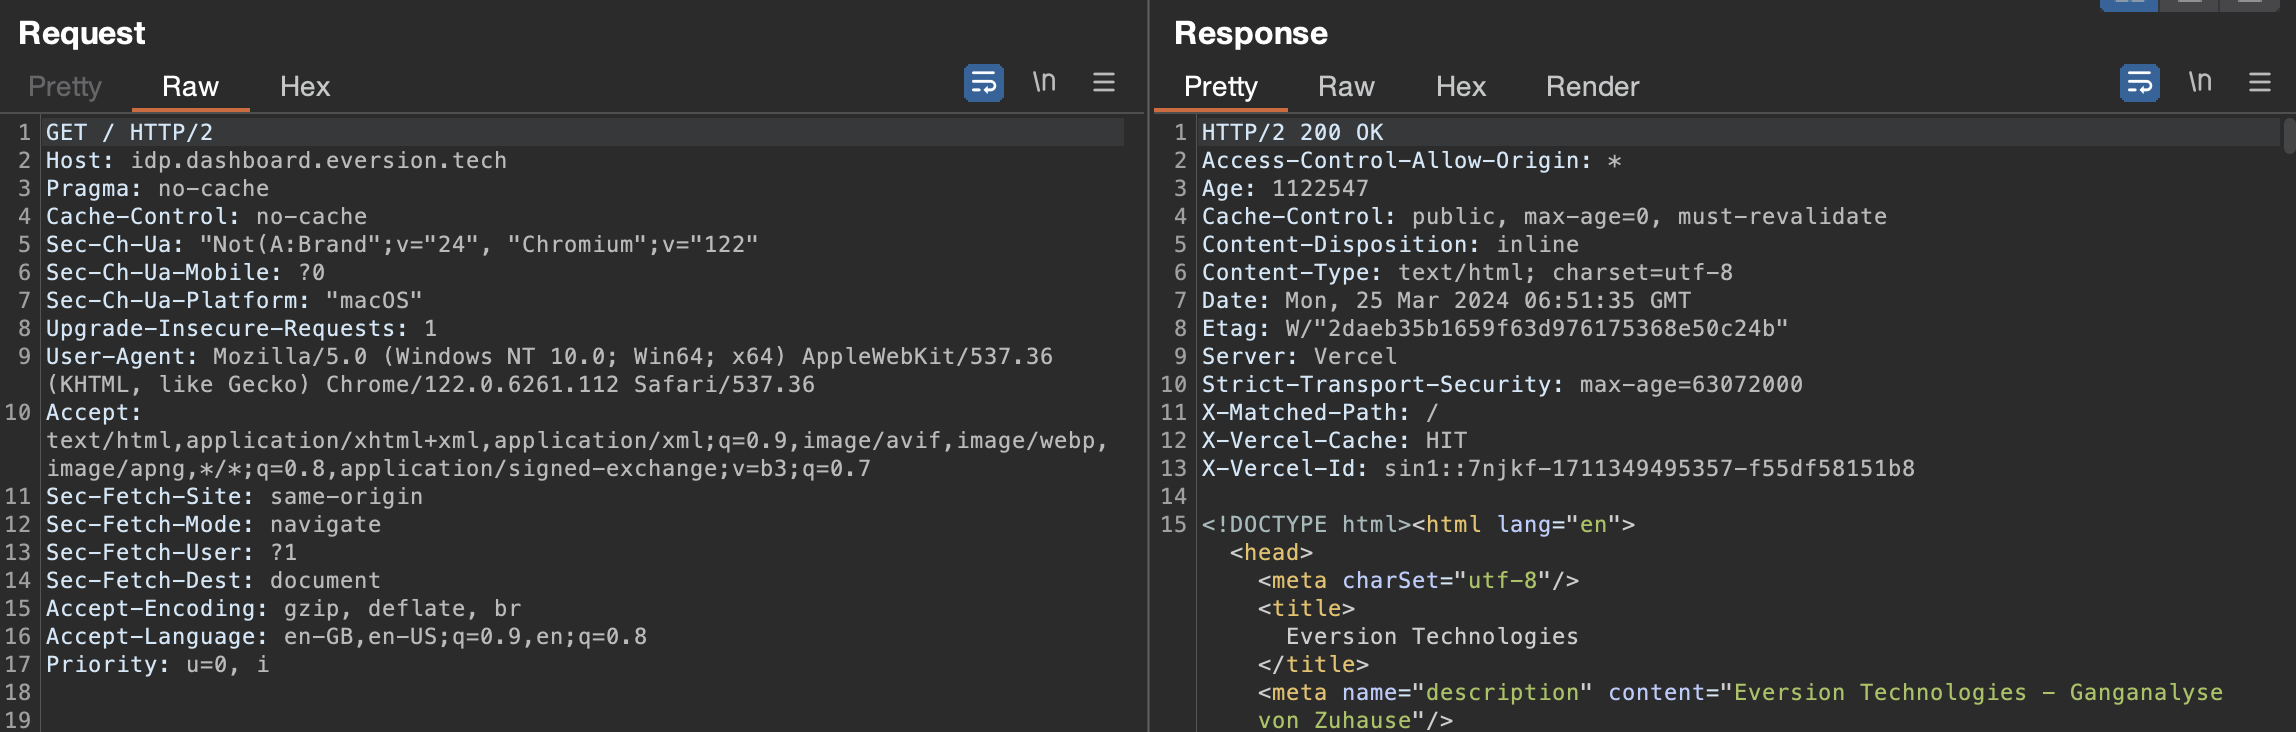 Request
Pretty Raw Hex \n
1 GET / HTTP/2
2 Host: idp.dashboard.eversion.tech
3 Pragma: no-cache
4 Cache-Control: no-cache
5 Sec-Ch-Ua: "Not(A:Brand";v="24", "Chromium";v="122"
6 Sec-Ch-Ua-Mobile: ?0
7 Sec-Ch-Ua-Platform: "macOS"
8 Upgrade-Insecure-Requests: 1
9 User-Agent: Mozilla/5.0 (Windows NT 10.0; Win64; x64) AppleWebKit/537.36
(KHTML, like Gecko) Chrome/122.0.6261.112 Safari/537.36
10 Accept:
text/html,application/xhtml+xml,application/xml;q=0.9,image/avif,image/webp,
image/apng,*/*;q=0.8,application/signed-exchange;v=b3;q=0.7
11 Sec-Fetch-Site: same-origin
12 Sec-Fetch-Mode: navigate
13 Sec-Fetch-User: ?1
14 Sec-Fetch-Dest: document
15 Accept-Encoding: gzip, deflate, br
16 Accept-Language: en-GB,en-US;q=0.9,en;q=0.8
17 Priority: u=0, i
18
19
Response
Pretty Raw Hex Render \n
1 HTTP/2 200 OK
2 Access-Control-Allow-Origin: *
3 Age: 1122547
4 Cache-Control: public, max-age=0, must-revalidate
5 Content-Disposition: inline
6 Content-Type: text/html; charset=utf-8
7 Date: Mon, 25 Mar 2024 06:51:35 GMT
8 Etag: W/"2daeb35b1659f63d976175368e50c24b"
9 Server: Vercel
10 Strict-Transport-Security: max-age=63072000
11 X-Matched-Path: /
12 X-Vercel-Cache: HIT
13 X-Vercel-Id: sin1::7njkf-1711349495357-f55df58151b8
14
15 <!DOCTYPE html><html lang="en">
<head>
<meta charSet="utf-8"/>
<title>
Eversion Technologies
</title>
<meta name="description" content="Eversion Technologies - Ganganalyse
von Zuhause"/>